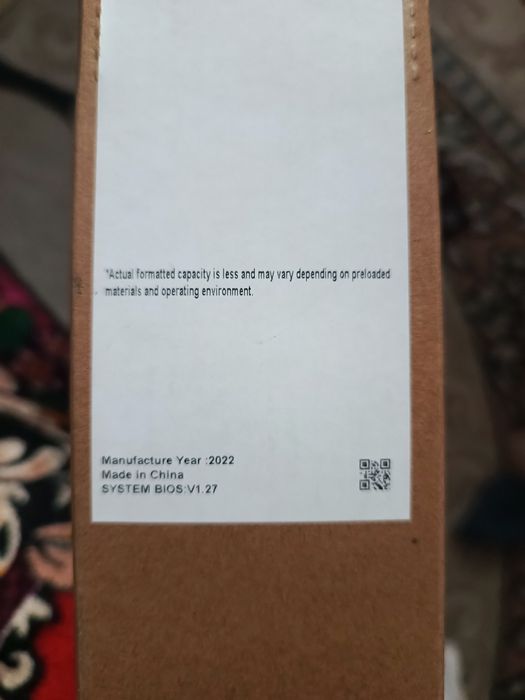 *Actual formatted capacity is less and may vary depending on preloaded
materials and operating environment.
Manufacture Year :2022
Made in China
SYSTEM BIOS:V1.27